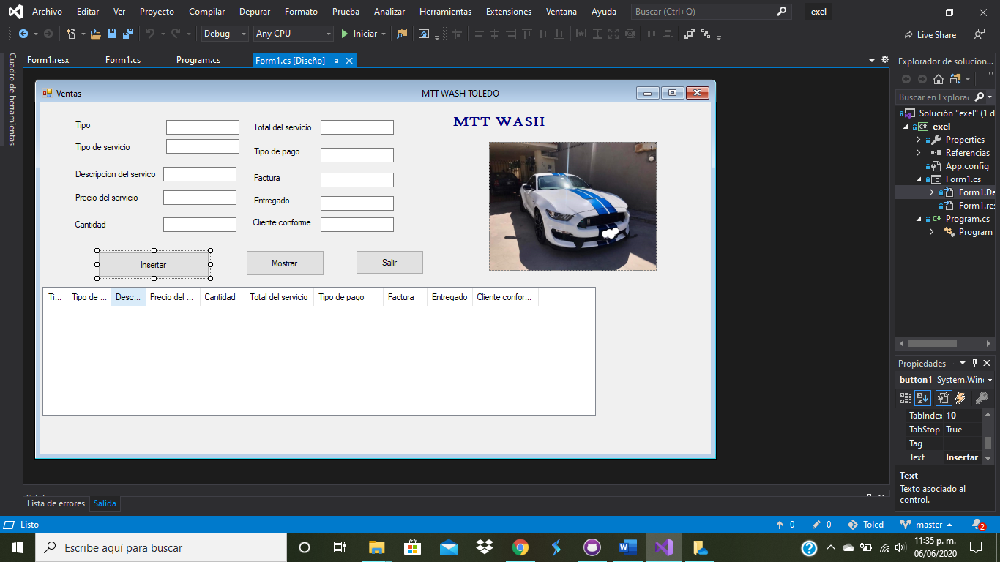 Archivo Editar Ver Proyecto Compilar Depurar Formato Prueba Analizar Herramientas Extensiones Ventana Ayuda Buscar (Ctrl+Q) exel
Debug Any CPU Iniciar Live Share
Cuadro de herramientas
Form1.resx Form1.cs Program.cs Form1.cs [Diseño]
Ventas MTT WASH TOLEDO
MTT WASH
Tipo
Tipo de servicio
Descripcion del servico
Precio del servicio
Cantidad
Total del servicio
Tipo de pago
Factura
Entregado
Cliente conforme
Insertar Mostrar Salir
Ti... Tipo de ... Desc... Precio del ... Cantidad Total del servicio Tipo de pago Factura Entregado Cliente confor...
Explorador de solucion...
Buscar en Explorac
Solución "exel" (1 d
exel
Properties
Referencias
App.config
Form1.cs
Form1.De
Form1.res
Program.cs
Program
Propiedades
button1 System.Win
TabIndex 10
TabStop True
Tag
Text Insertar
Text
Texto asociado al
control.
Lista de errores Salida
Listo 0 0 Toled master 2
Escribe aquí para buscar
11:35 p. m.
06/06/2020